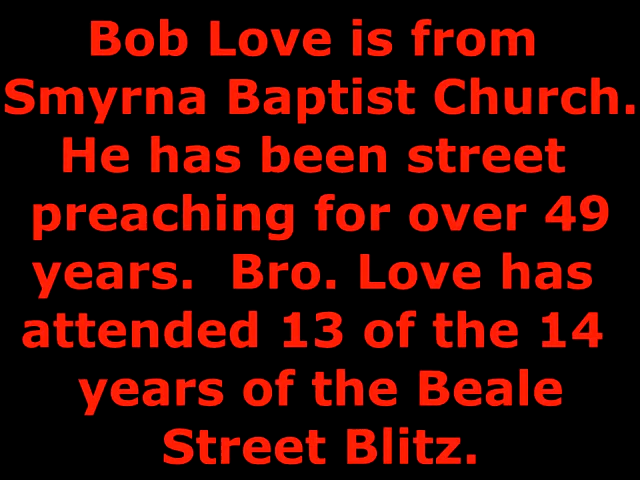 Bob Love is from
Smyrna Baptist Church.
He has been street
preaching for over 49
years.  Bro. Love has
attended 13 of the 14
years of the Beale
Street Blitz.